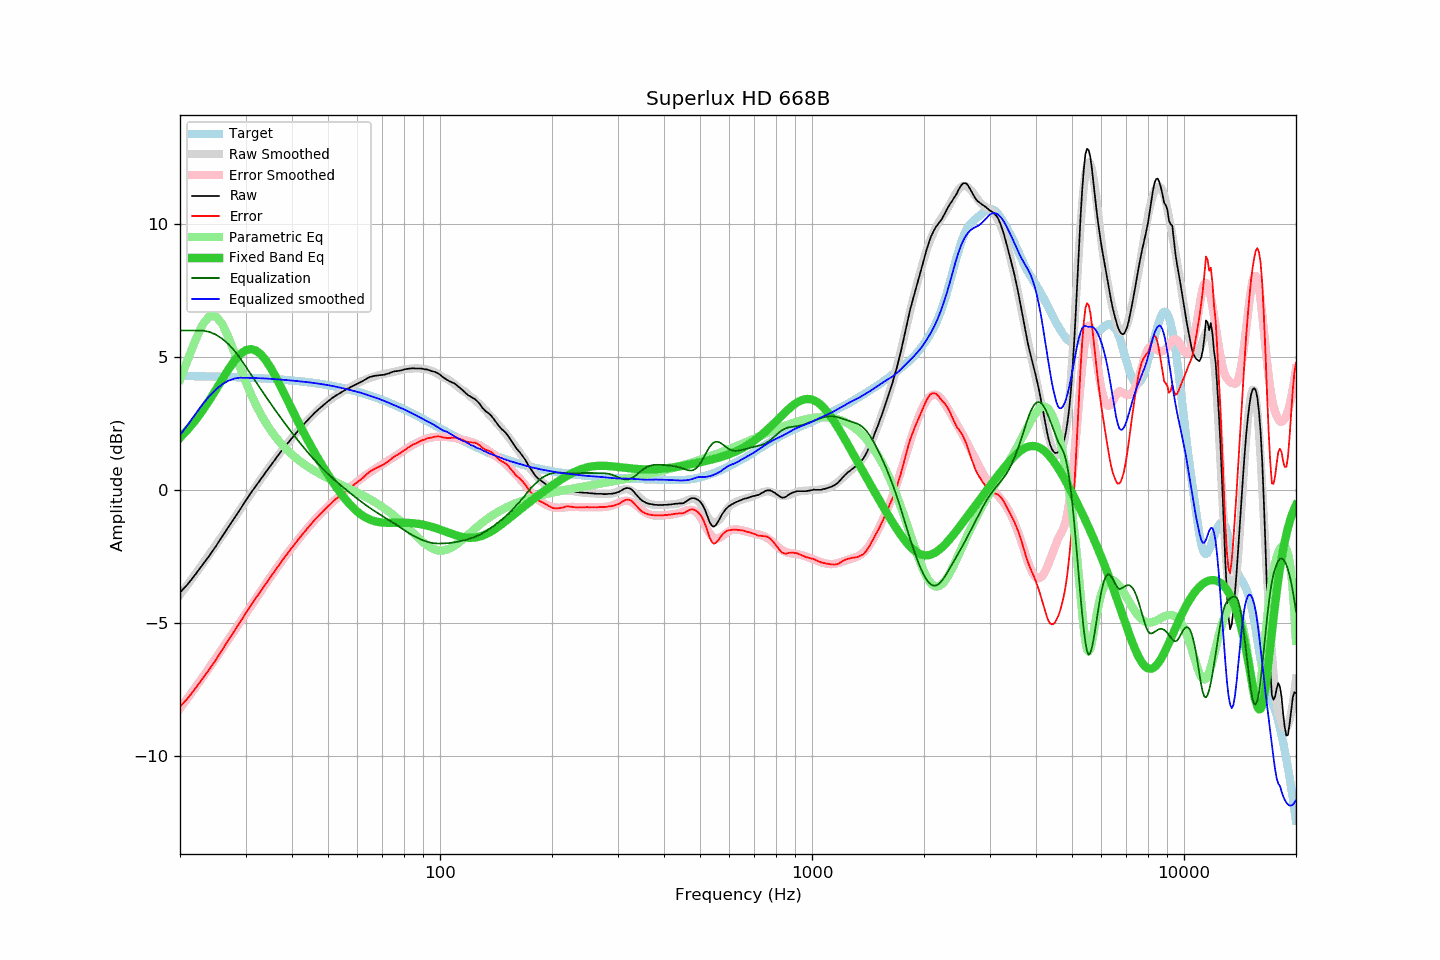 Superlux HD 668B
Target
Raw Smoothed
Error Smoothed
Raw
Error
Parametric Eq
Fixed Band Eq
Equalization
Equalized smoothed
Amplitude (dBr)
10
5
0
−5
−10
100
1000
10000
Frequency (Hz)